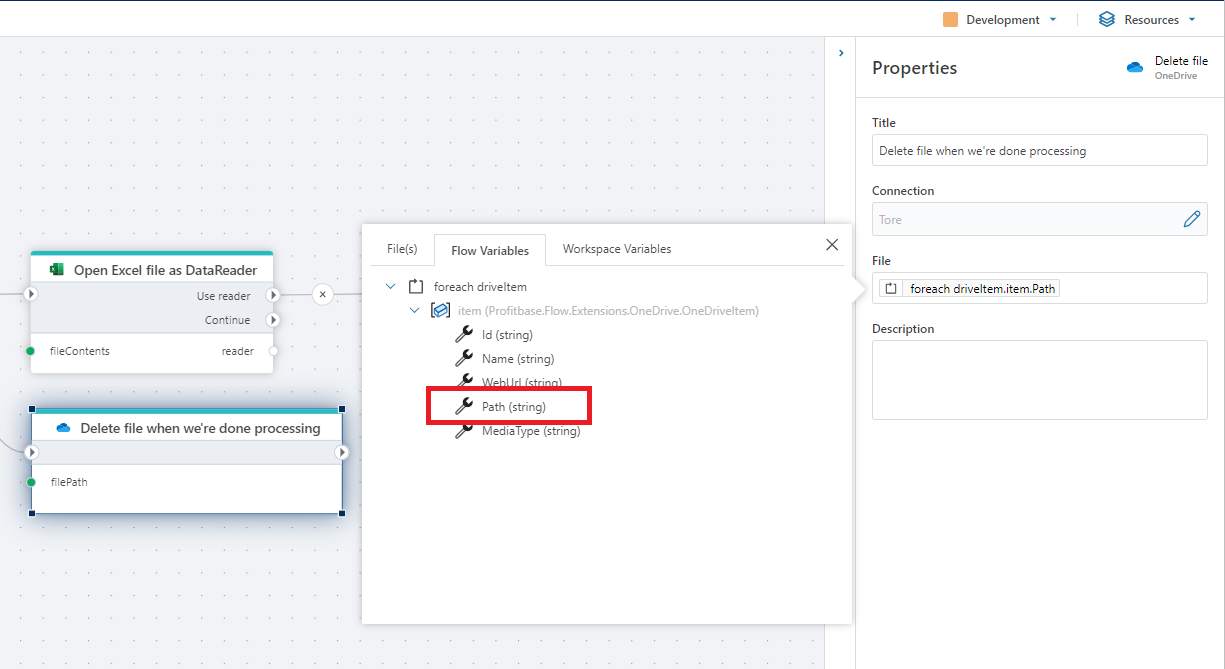 Development
Resources
Properties
Delete file
OneDrive
Title
Delete file when we're done processing
Connection
Tore
File
foreach driveItem.item.Path
Description
File(s)
Flow Variables
Workspace Variables
foreach driveItem
item (Profitbase.Flow.Extensions.OneDrive.OneDriveItem)
Id (string)
Name (string)
WebUrl (string)
Path (string)
MediaType (string)
Open Excel file as DataReader
Use reader
Continue
fileContents
reader
Delete file when we're done processing
filePath